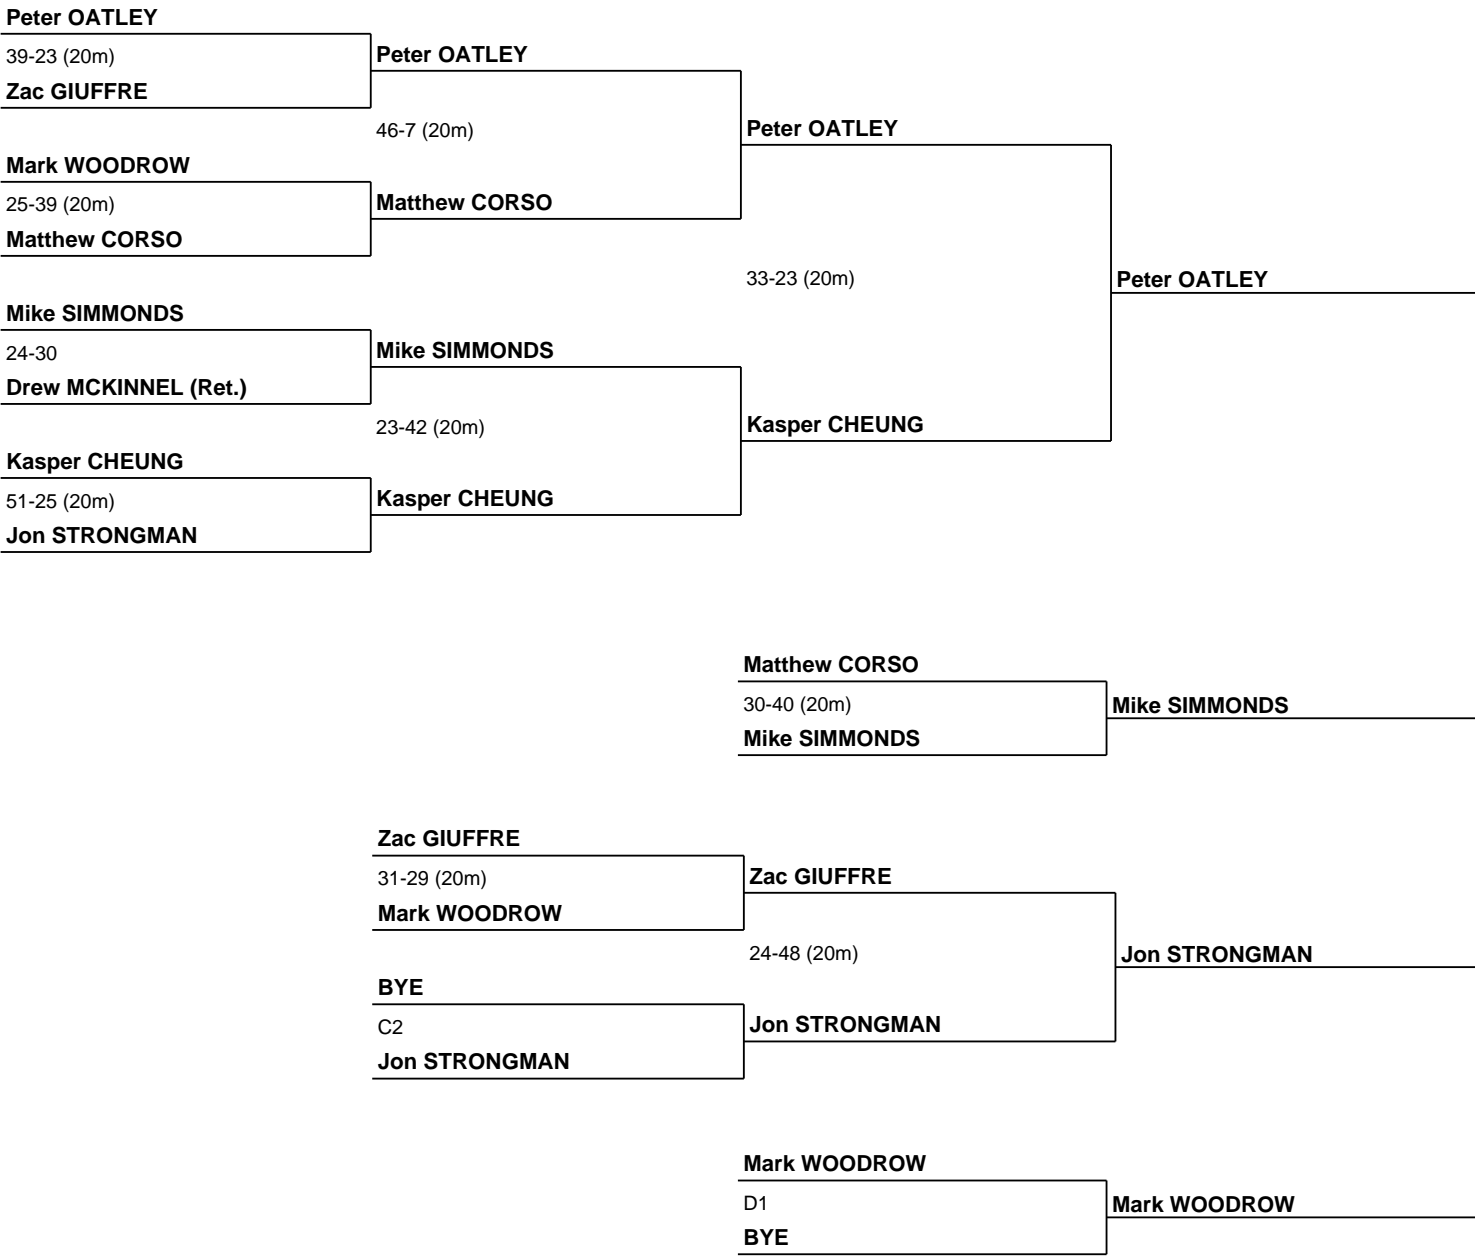 Peter OATLEY
39-23 (20m)
Zac GIUFFRE
Peter OATLEY
46-7 (20m)
Mark WOODROW
25-39 (20m)
Matthew CORSO
Matthew CORSO
Peter OATLEY
33-23 (20m)
Peter OATLEY
Mike SIMMONDS
24-30
Drew MCKINNEL (Ret.)
Mike SIMMONDS
23-42 (20m)
Kasper CHEUNG
51-25 (20m)
Jon STRONGMAN
Kasper CHEUNG
Kasper CHEUNG
Matthew CORSO
30-40 (20m)
Mike SIMMONDS
Mike SIMMONDS
Zac GIUFFRE
31-29 (20m)
Mark WOODROW
Zac GIUFFRE
24-48 (20m)
BYE
C2
Jon STRONGMAN
Jon STRONGMAN
Jon STRONGMAN
Mark WOODROW
D1
BYE
Mark WOODROW